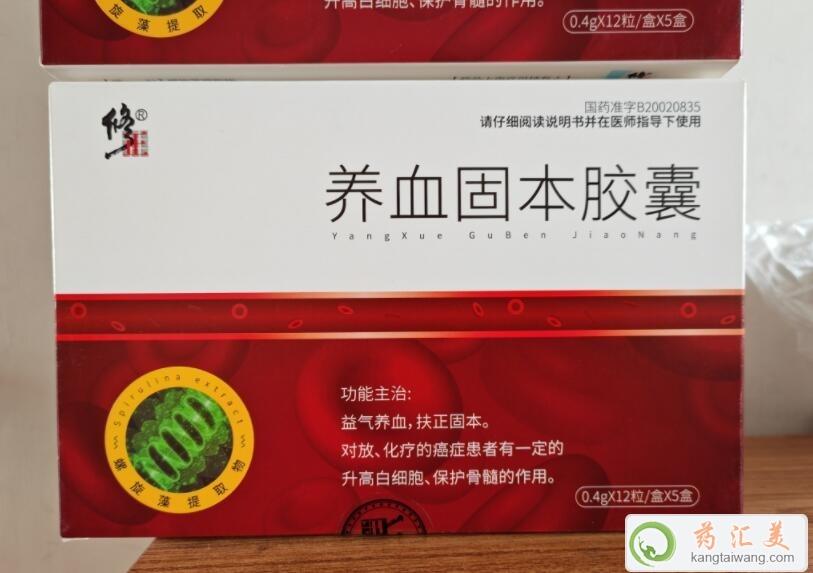 旋藻提取
升高白细胞、保护骨髓的作用。
0.4gX12粒/盒X5盒
修正®
国药准字B20020835
请仔细阅读说明书并在医师指导下使用
养血固本胶囊
YangXue GuBen JiaoNang
Spirulina extract
螺旋藻提取物
功能主治:
益气养血,扶正固本。
对放、化疗的癌症患者有一定的
升高白细胞、保护骨髓的作用。
0.4gX12粒/盒X5盒
药汇美
kangtaiwang.com